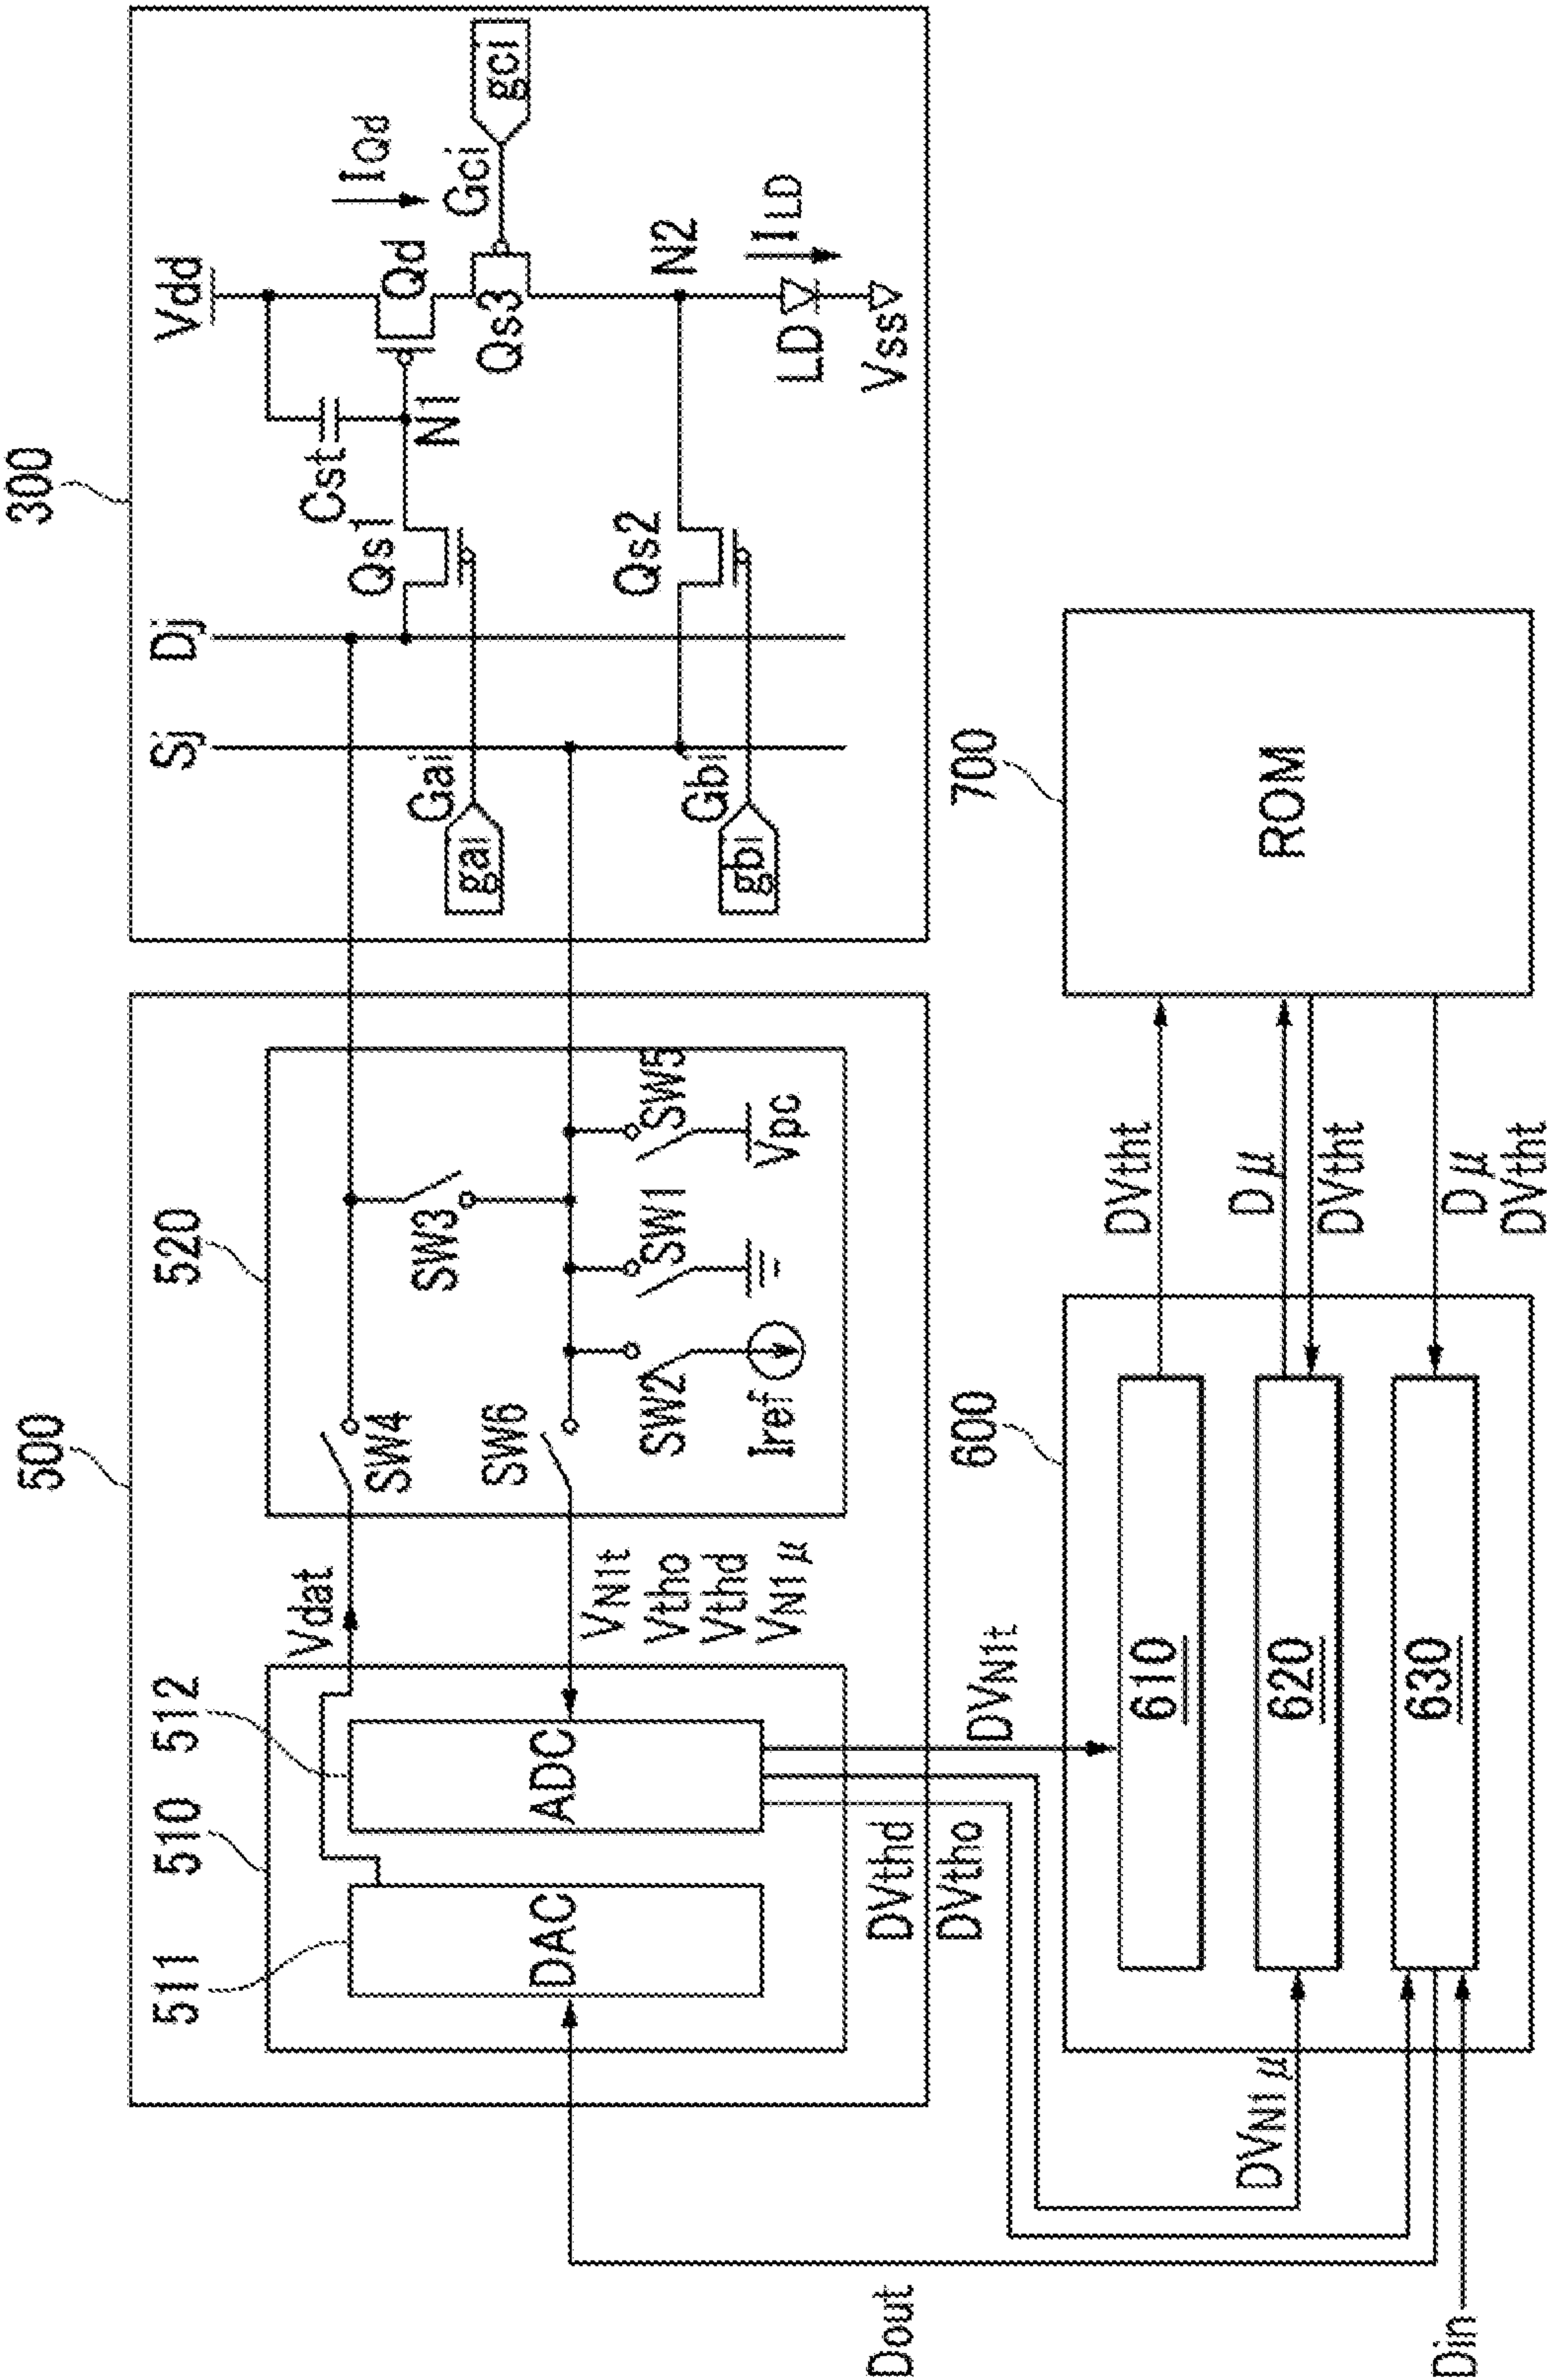 500
300
510
512
511
520
Vdat
SW4
SW3
SW6
SW2
SW1
SW5
Iref
Vpc
DAC
ADC
VN1t
Vtho
Vthd
VN1μ
Sj
Dj
Vdd
Cst
N1
Qs1
Qd
IQd
Gai
gai
Qs3
Gci
gci
Qs2
N2
Gbi
gbi
LD
ILD
Vss
Dout
DVthd
DVtho
DVN1t
600
700
DVN1μ
610
620
630
DVtht
Dμ
DVtht
Dμ
DVtht
ROM
Din